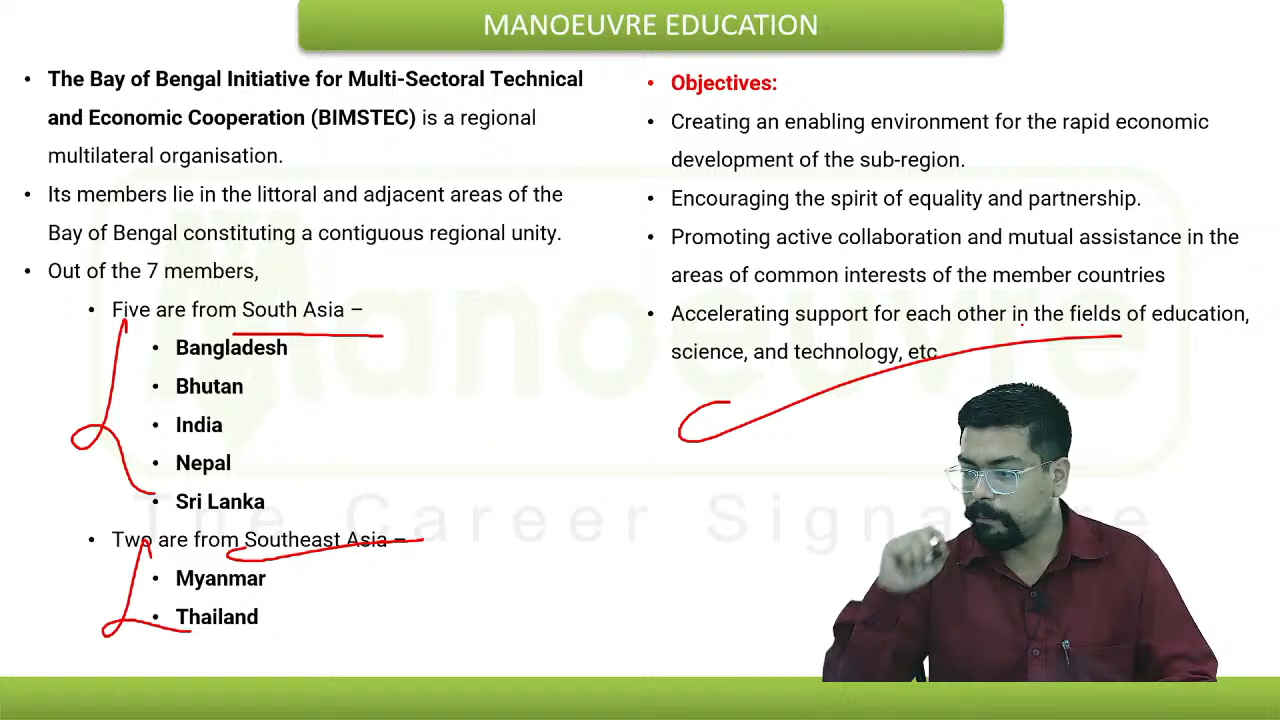 MANOEUVRE EDUCATION
• The Bay of Bengal Initiative for Multi-Sectoral Technical
and Economic Cooperation (BIMSTEC) is a regional
multilateral organisation.
• Its members lie in the littoral and adjacent areas of the
Bay of Bengal constituting a contiguous regional unity.
• Out of the 7 members,
• Five are from South Asia –
• Bangladesh
• Bhutan
• India
• Nepal
• Sri Lanka
• Two are from Southeast Asia –
• Myanmar
• Thailand
• Objectives:
• Creating an enabling environment for the rapid economic
development of the sub-region.
• Encouraging the spirit of equality and partnership.
• Promoting active collaboration and mutual assistance in the
areas of common interests of the member countries
• Accelerating support for each other in the fields of education,
science, and technology, etc.
Manoeuvre
The Career Signature